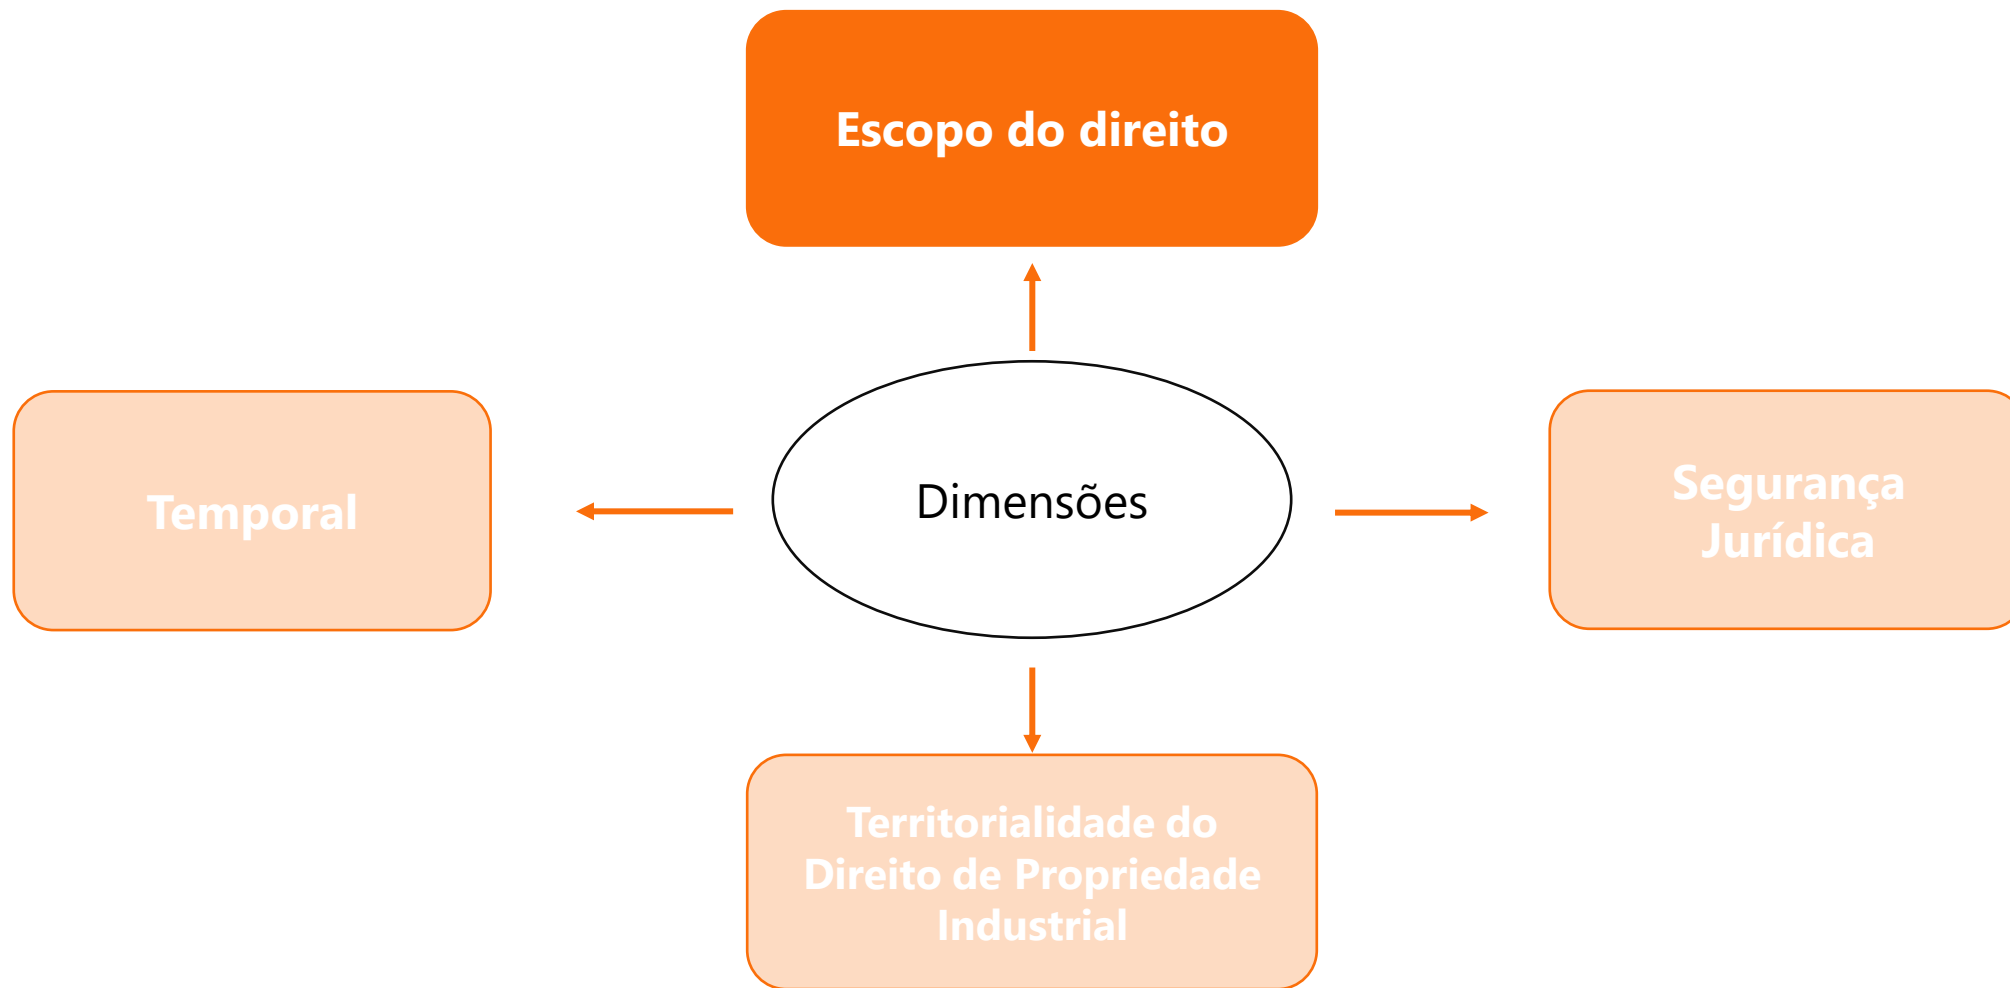 Escopo do direito
Temporal
Dimensões
Segurança
Jurídica
Territorialidade do
Direito de Propriedade
Industrial